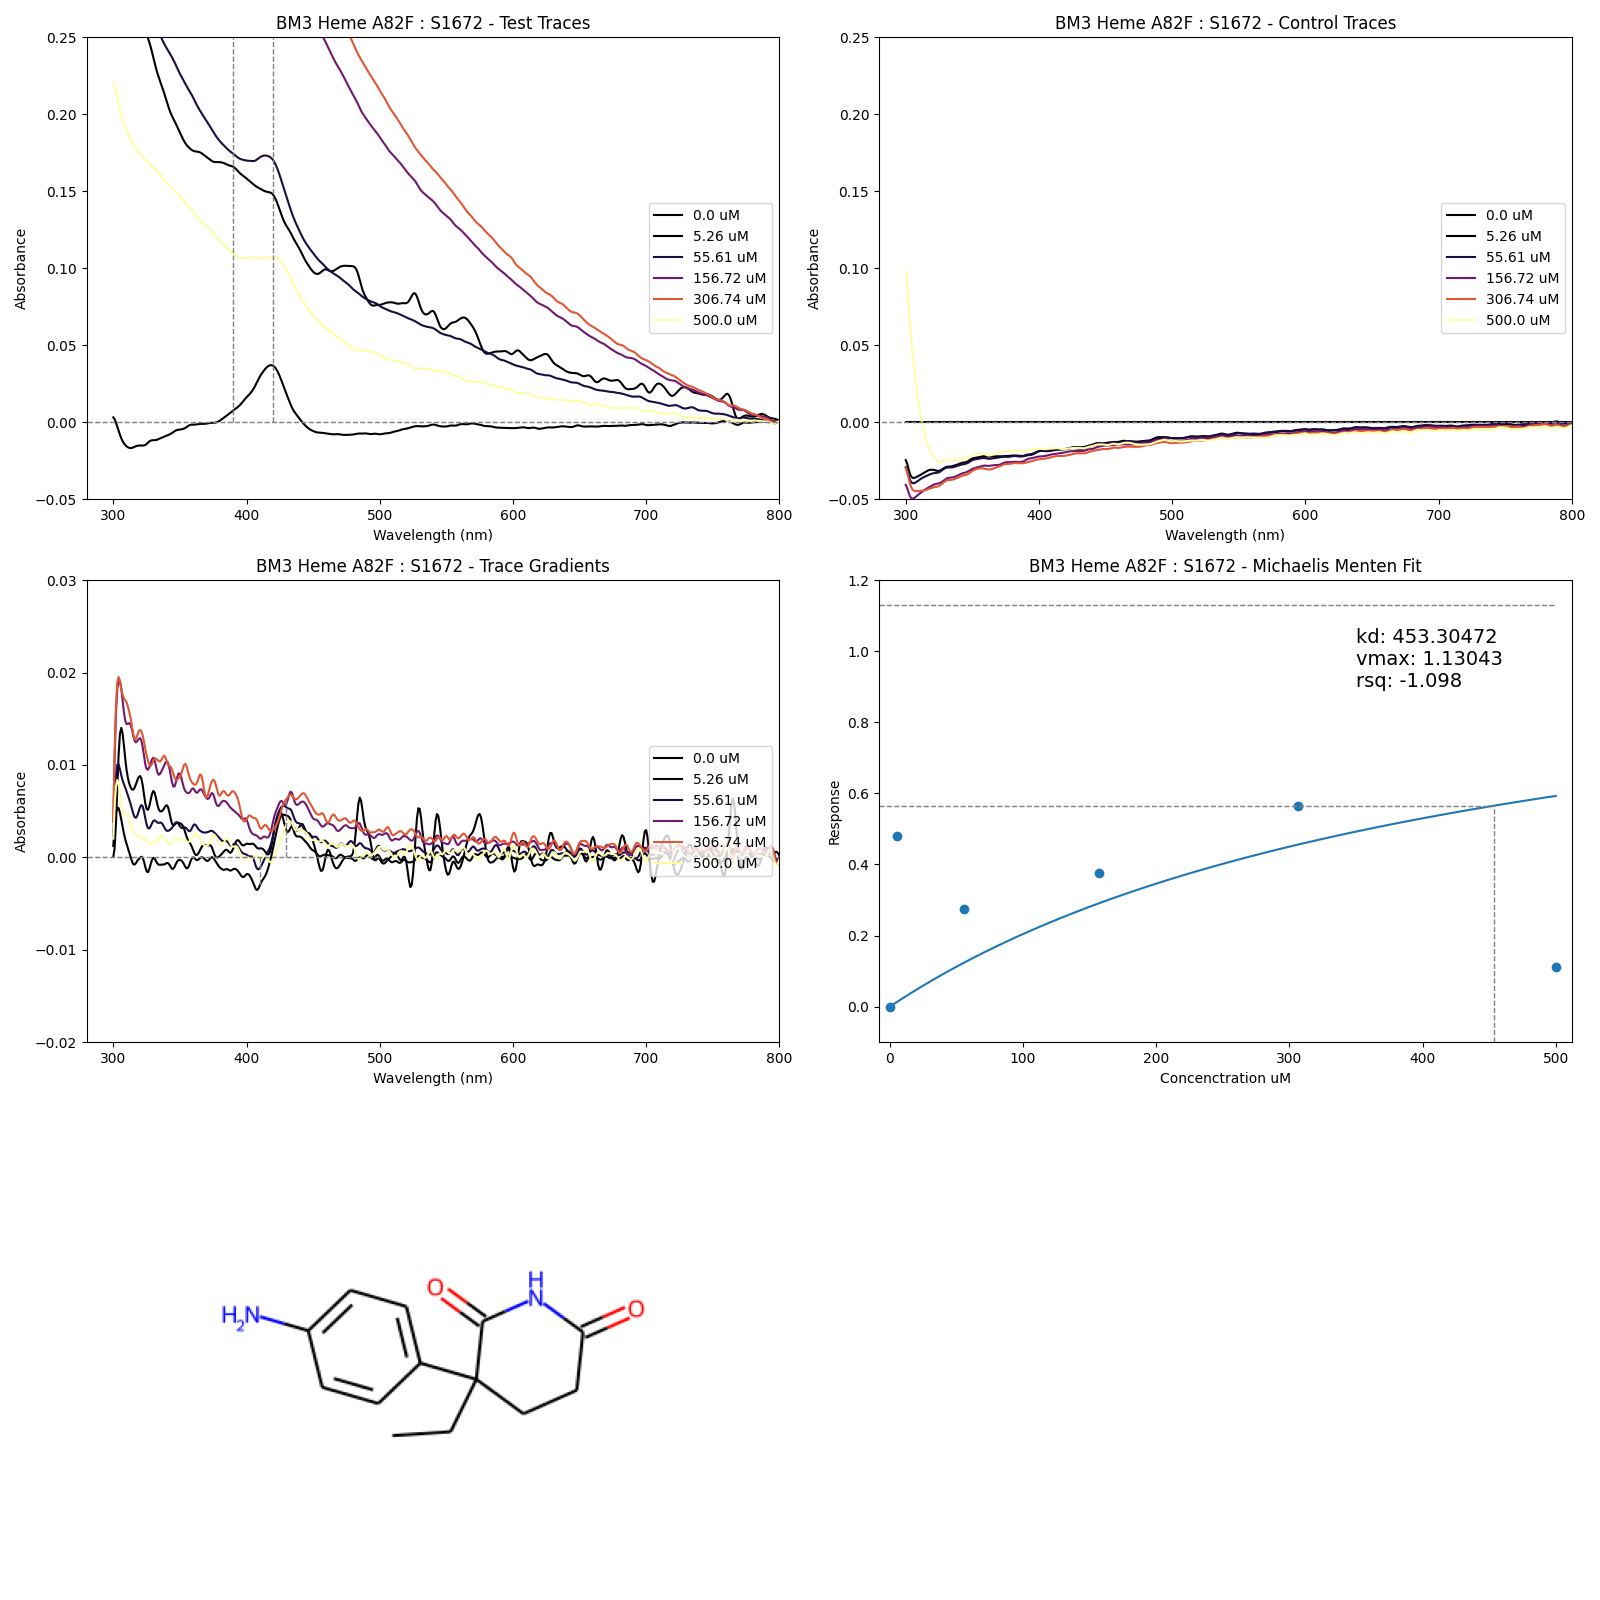 BM3 Heme A82F : S1672 - Test Traces
0.25
0.20
0.15
0.10
0.05
0.00
−0.05
Absorbance
300 400 500 600 700 800
Wavelength (nm)
0.0 uM
5.26 uM
55.61 uM
156.72 uM
306.74 uM
500.0 uM
BM3 Heme A82F : S1672 - Control Traces
0.25
0.20
0.15
0.10
0.05
0.00
−0.05
Absorbance
300 400 500 600 700 800
Wavelength (nm)
0.0 uM
5.26 uM
55.61 uM
156.72 uM
306.74 uM
500.0 uM
BM3 Heme A82F : S1672 - Trace Gradients
0.03
0.02
0.01
0.00
−0.01
−0.02
Absorbance
300 400 500 600 700 800
Wavelength (nm)
0.0 uM
5.26 uM
55.61 uM
156.72 uM
306.74 uM
500.0 uM
BM3 Heme A82F : S1672 - Michaelis Menten Fit
1.2
1.0
0.8
0.6
0.4
0.2
0.0
Response
0 100 200 300 400 500
Concenctration uM
kd: 453.30472
vmax: 1.13043
rsq: -1.098
H
N
O
O
H2N